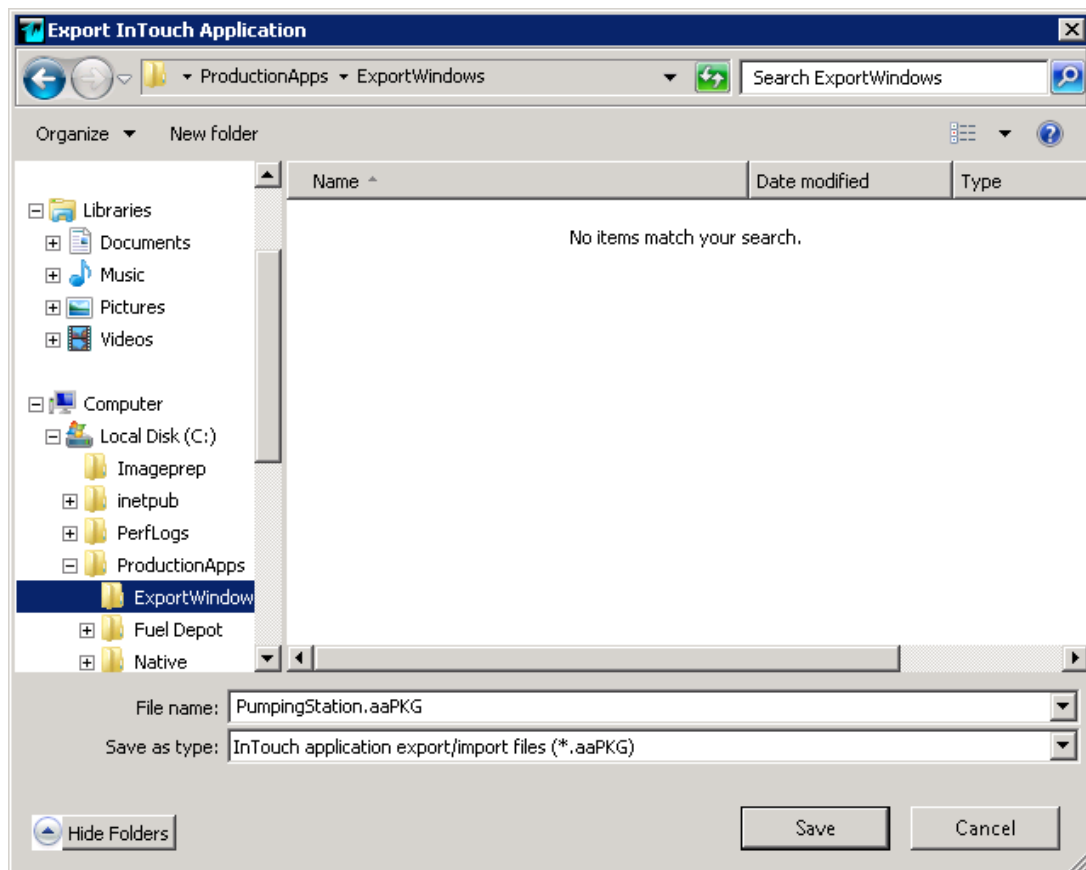 Export InTouch Application
ProductionApps ExportWindows
Search ExportWindows
Organize New folder
Name Date modified Type
No items match your search.
Libraries
Documents
Music
Pictures
Videos
Computer
Local Disk (C:)
Imageprep
inetpub
PerfLogs
ProductionApps
ExportWindow
Fuel Depot
Native
File name: PumpingStation.aaPKG
Save as type: InTouch application export/import files (*.aaPKG)
Hide Folders Save Cancel